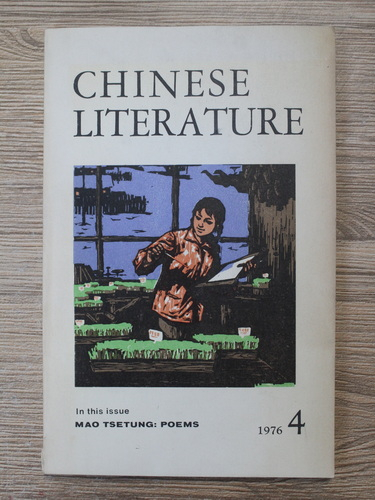 CHINESE
LITERATURE
In this issue
MAO TSETUNG: POEMS
1976 4